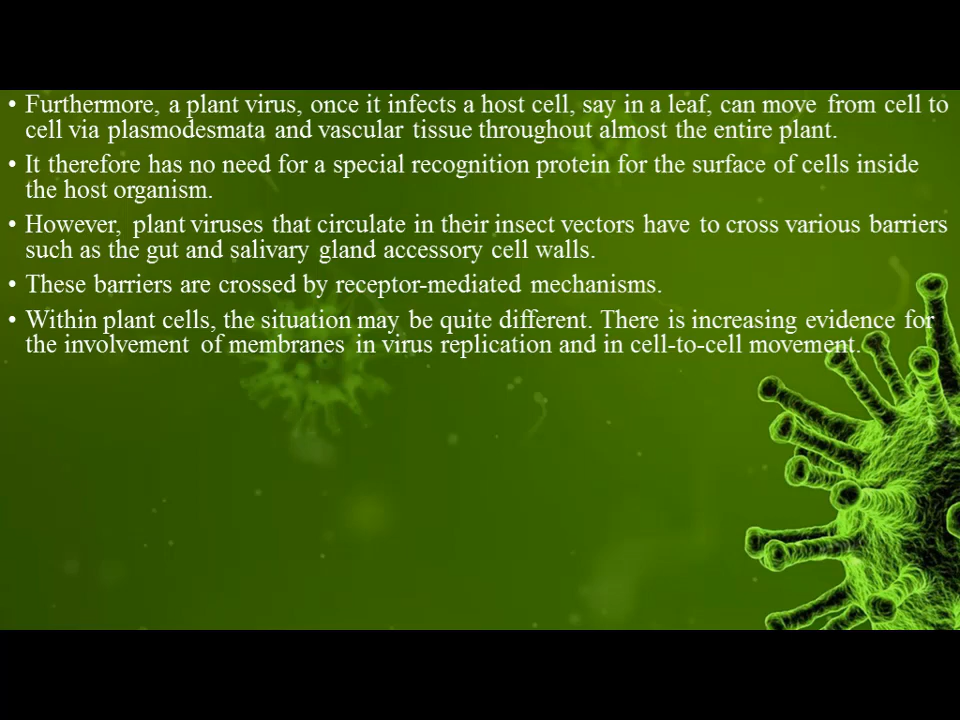 • Furthermore, a plant virus, once it infects a host cell, say in a leaf, can move from cell to
cell via plasmodesmata and vascular tissue throughout almost the entire plant.
• It therefore has no need for a special recognition protein for the surface of cells inside
the host organism.
• However, plant viruses that circulate in their insect vectors have to cross various barriers
such as the gut and salivary gland accessory cell walls.
• These barriers are crossed by receptor-mediated mechanisms.
• Within plant cells, the situation may be quite different. There is increasing evidence for
the involvement of membranes in virus replication and in cell-to-cell movement.